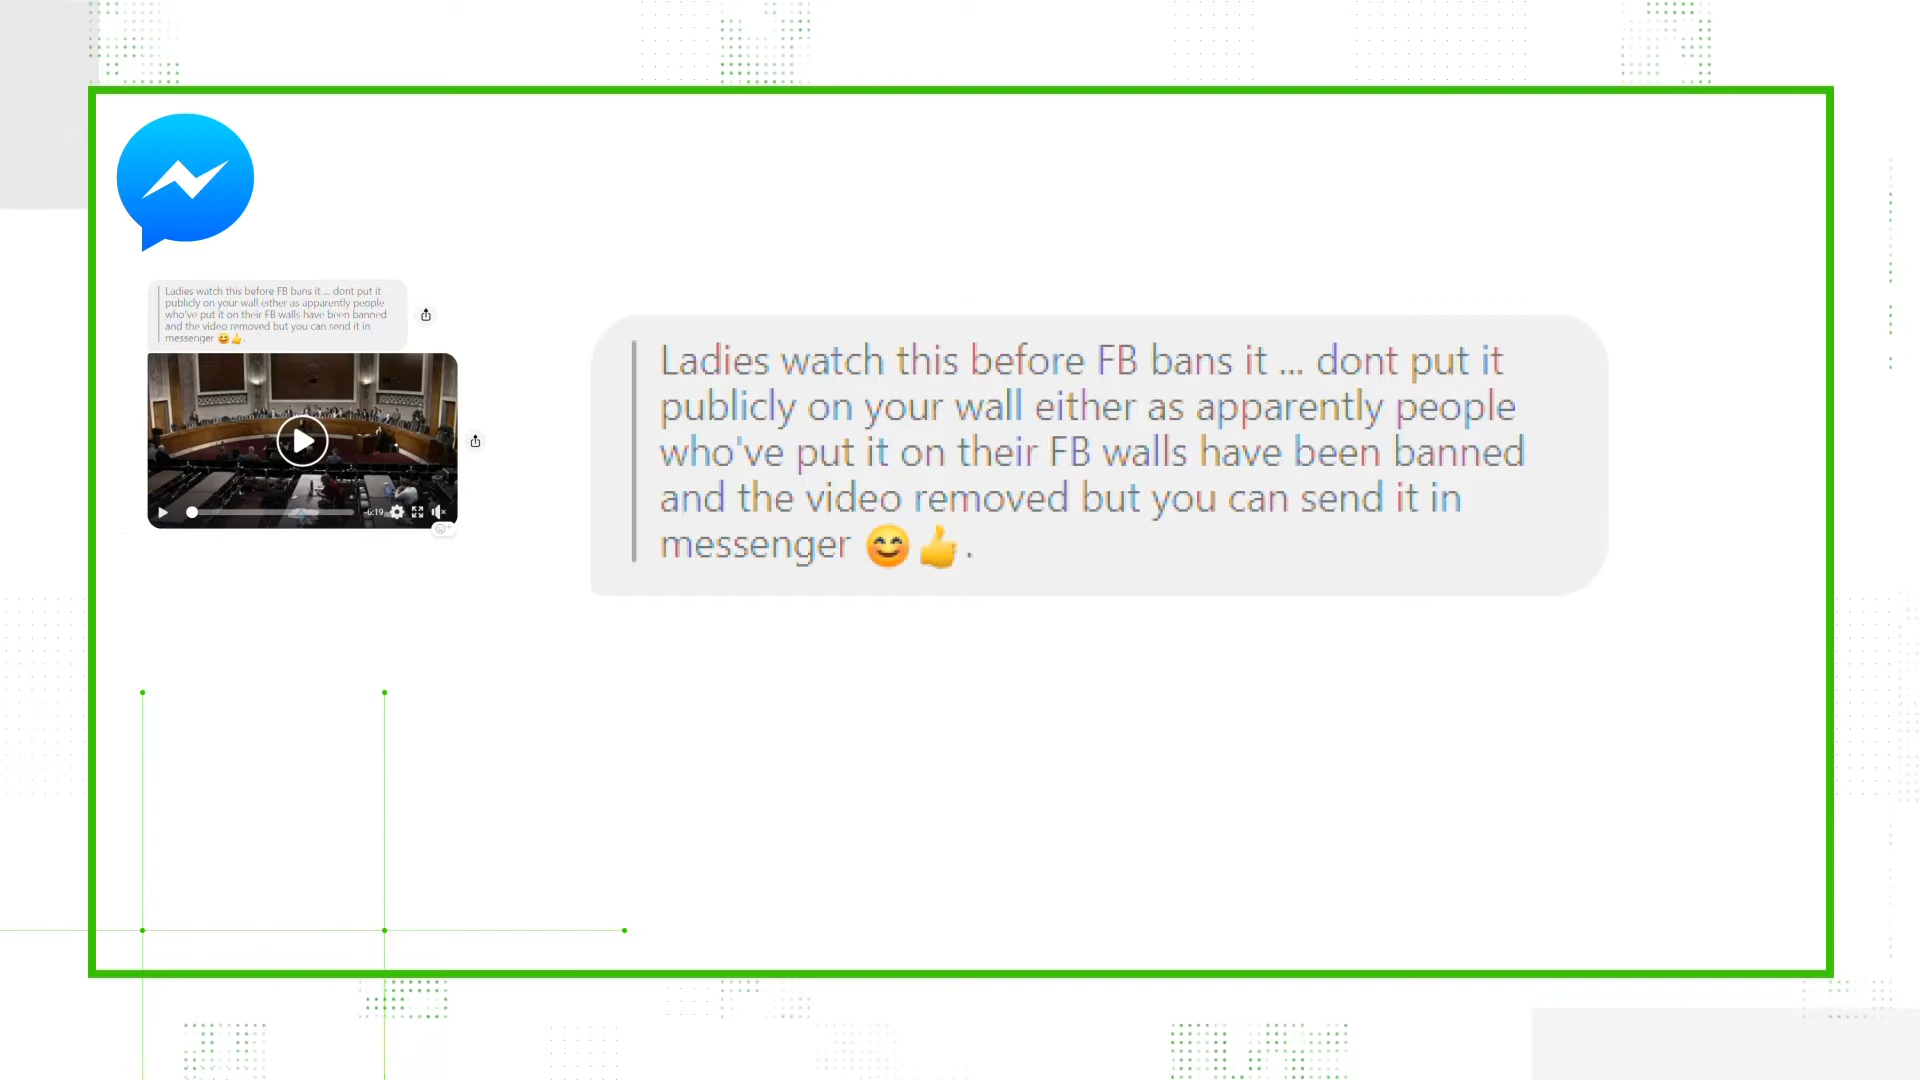 Ladies watch this before FB bans it ... dont put it
publicly on your wall either as apparently people
who've put it on their FB walls have been banned
and the video removed but you can send it in
messenger 😊👍.
-6:19
Ladies watch this before FB bans it ... dont put it
publicly on your wall either as apparently people
who've put it on their FB walls have been banned
and the video removed but you can send it in
messenger 😊👍.